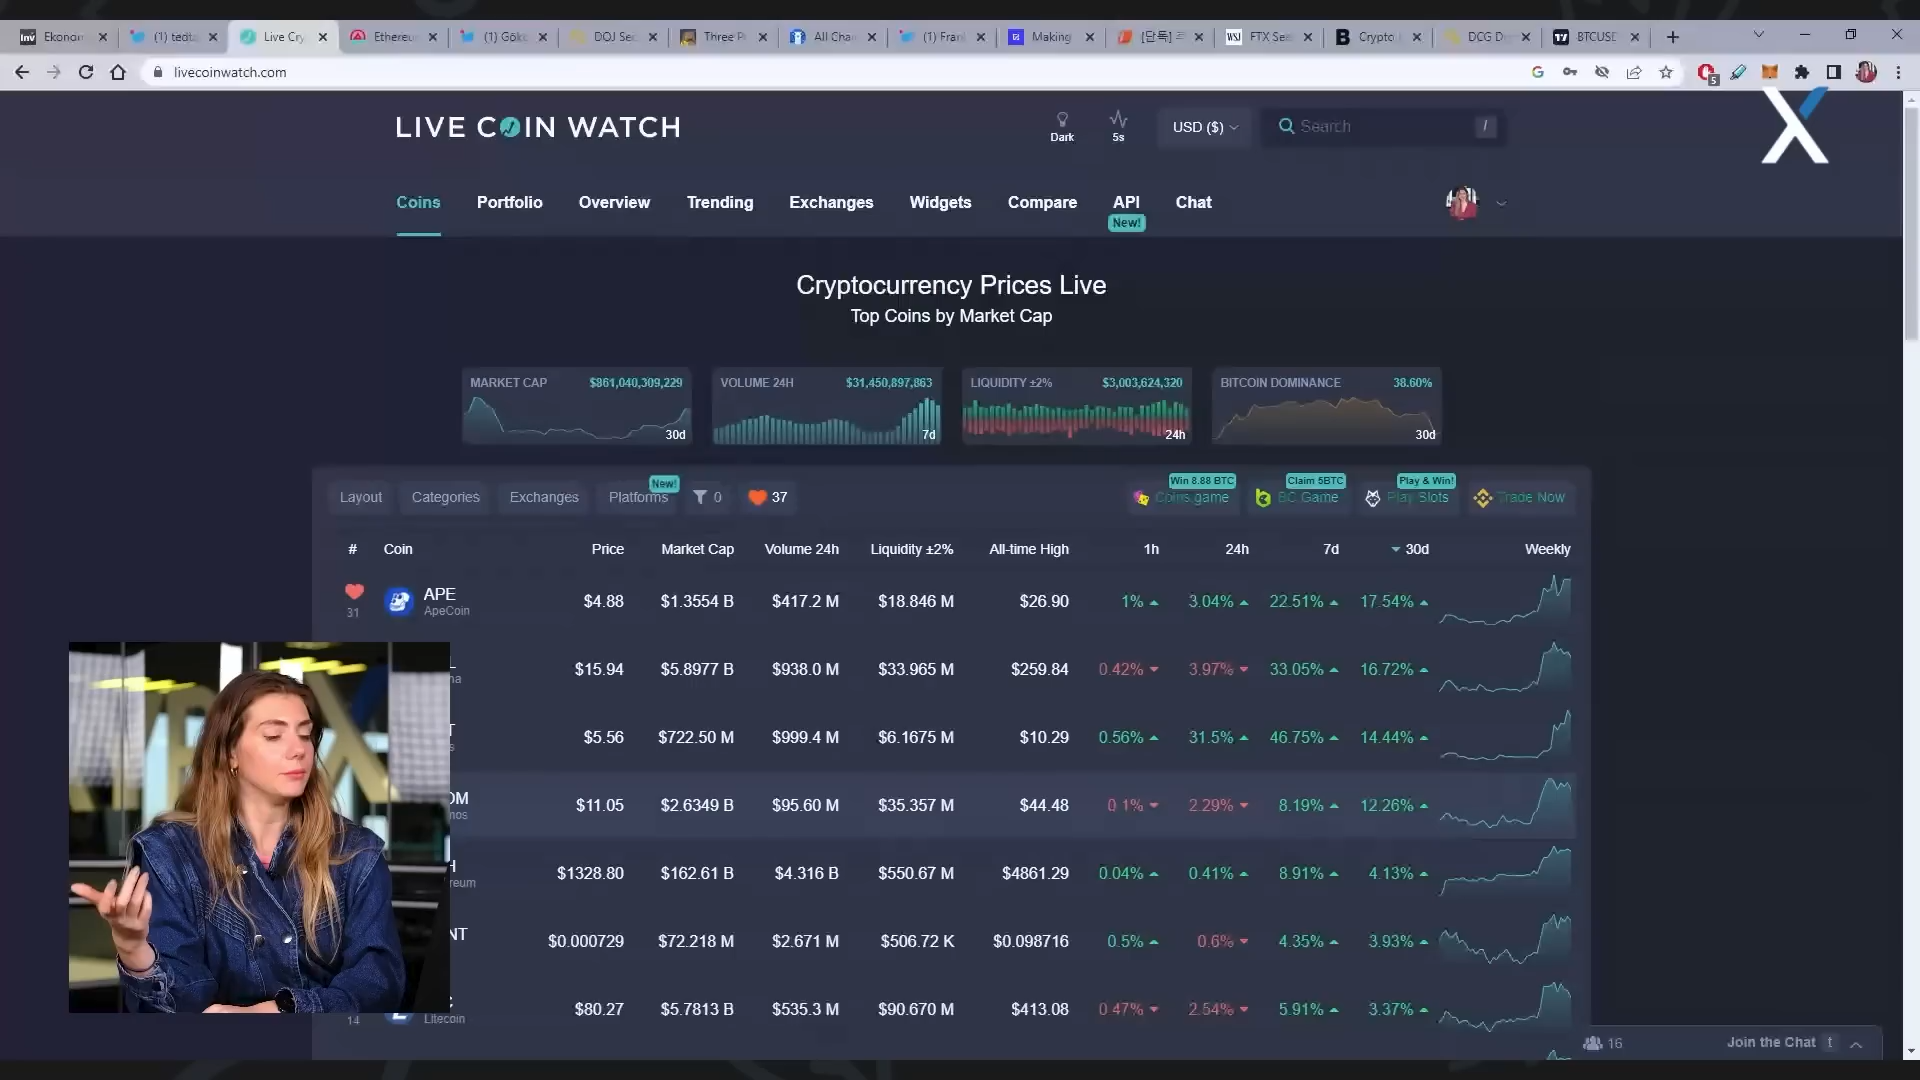 Ekonon
(1) tedta
Live Cry
Ethereu
(1) Gök
DOJ Sec
Three P
All Cha
(1) Fran
Making
[단독]
WSJ FTX Se
Crypto
DCG D
BTCUSD
livecoinwatch.com
5
X
LIVE COIN WATCH
Dark
5s
USD ($)
Search /
Coins Portfolio Overview Trending Exchanges Widgets Compare API Chat
New!
Cryptocurrency Prices Live
Top Coins by Market Cap
MARKET CAP $861,040,309,229
30d
VOLUME 24H $31,450,897,863
7d
LIQUIDITY ±2% $3,003,624,320
24h
BITCOIN DOMINANCE 38.60%
30d
Layout Categories Exchanges Platforms New! 0 37
Win 8.88 BTC Claim 5BTC Play & Win!
Coins.game BC Game Play Slots Trade Now
# Coin Price Market Cap Volume 24h Liquidity ±2% All-time High 1h 24h 7d 30d Weekly
31 APE ApeCoin $4.88 $1.3554 B $417.2 M $18.846 M $26.90 1% 3.04% 22.51% 17.54%
L na $15.94 $5.8977 B $938.0 M $33.965 M $259.84 0.42% 3.97% 33.05% 16.72%
T s $5.56 $722.50 M $999.4 M $6.1675 M $10.29 0.56% 31.5% 46.75% 14.44%
OM nos $11.05 $2.6349 B $95.60 M $35.357 M $44.48 0.1% 2.29% 8.19% 12.26%
H reum $1328.80 $162.61 B $4.316 B $550.67 M $4861.29 0.04% 0.41% 8.91% 4.13%
NT $0.000729 $72.218 M $2.671 M $506.72 K $0.098716 0.5% 0.6% 4.35% 3.93%
14 Litecoin $80.27 $5.7813 B $535.3 M $90.670 M $413.08 0.47% 2.54% 5.91% 3.37%
16
Join the Chat t